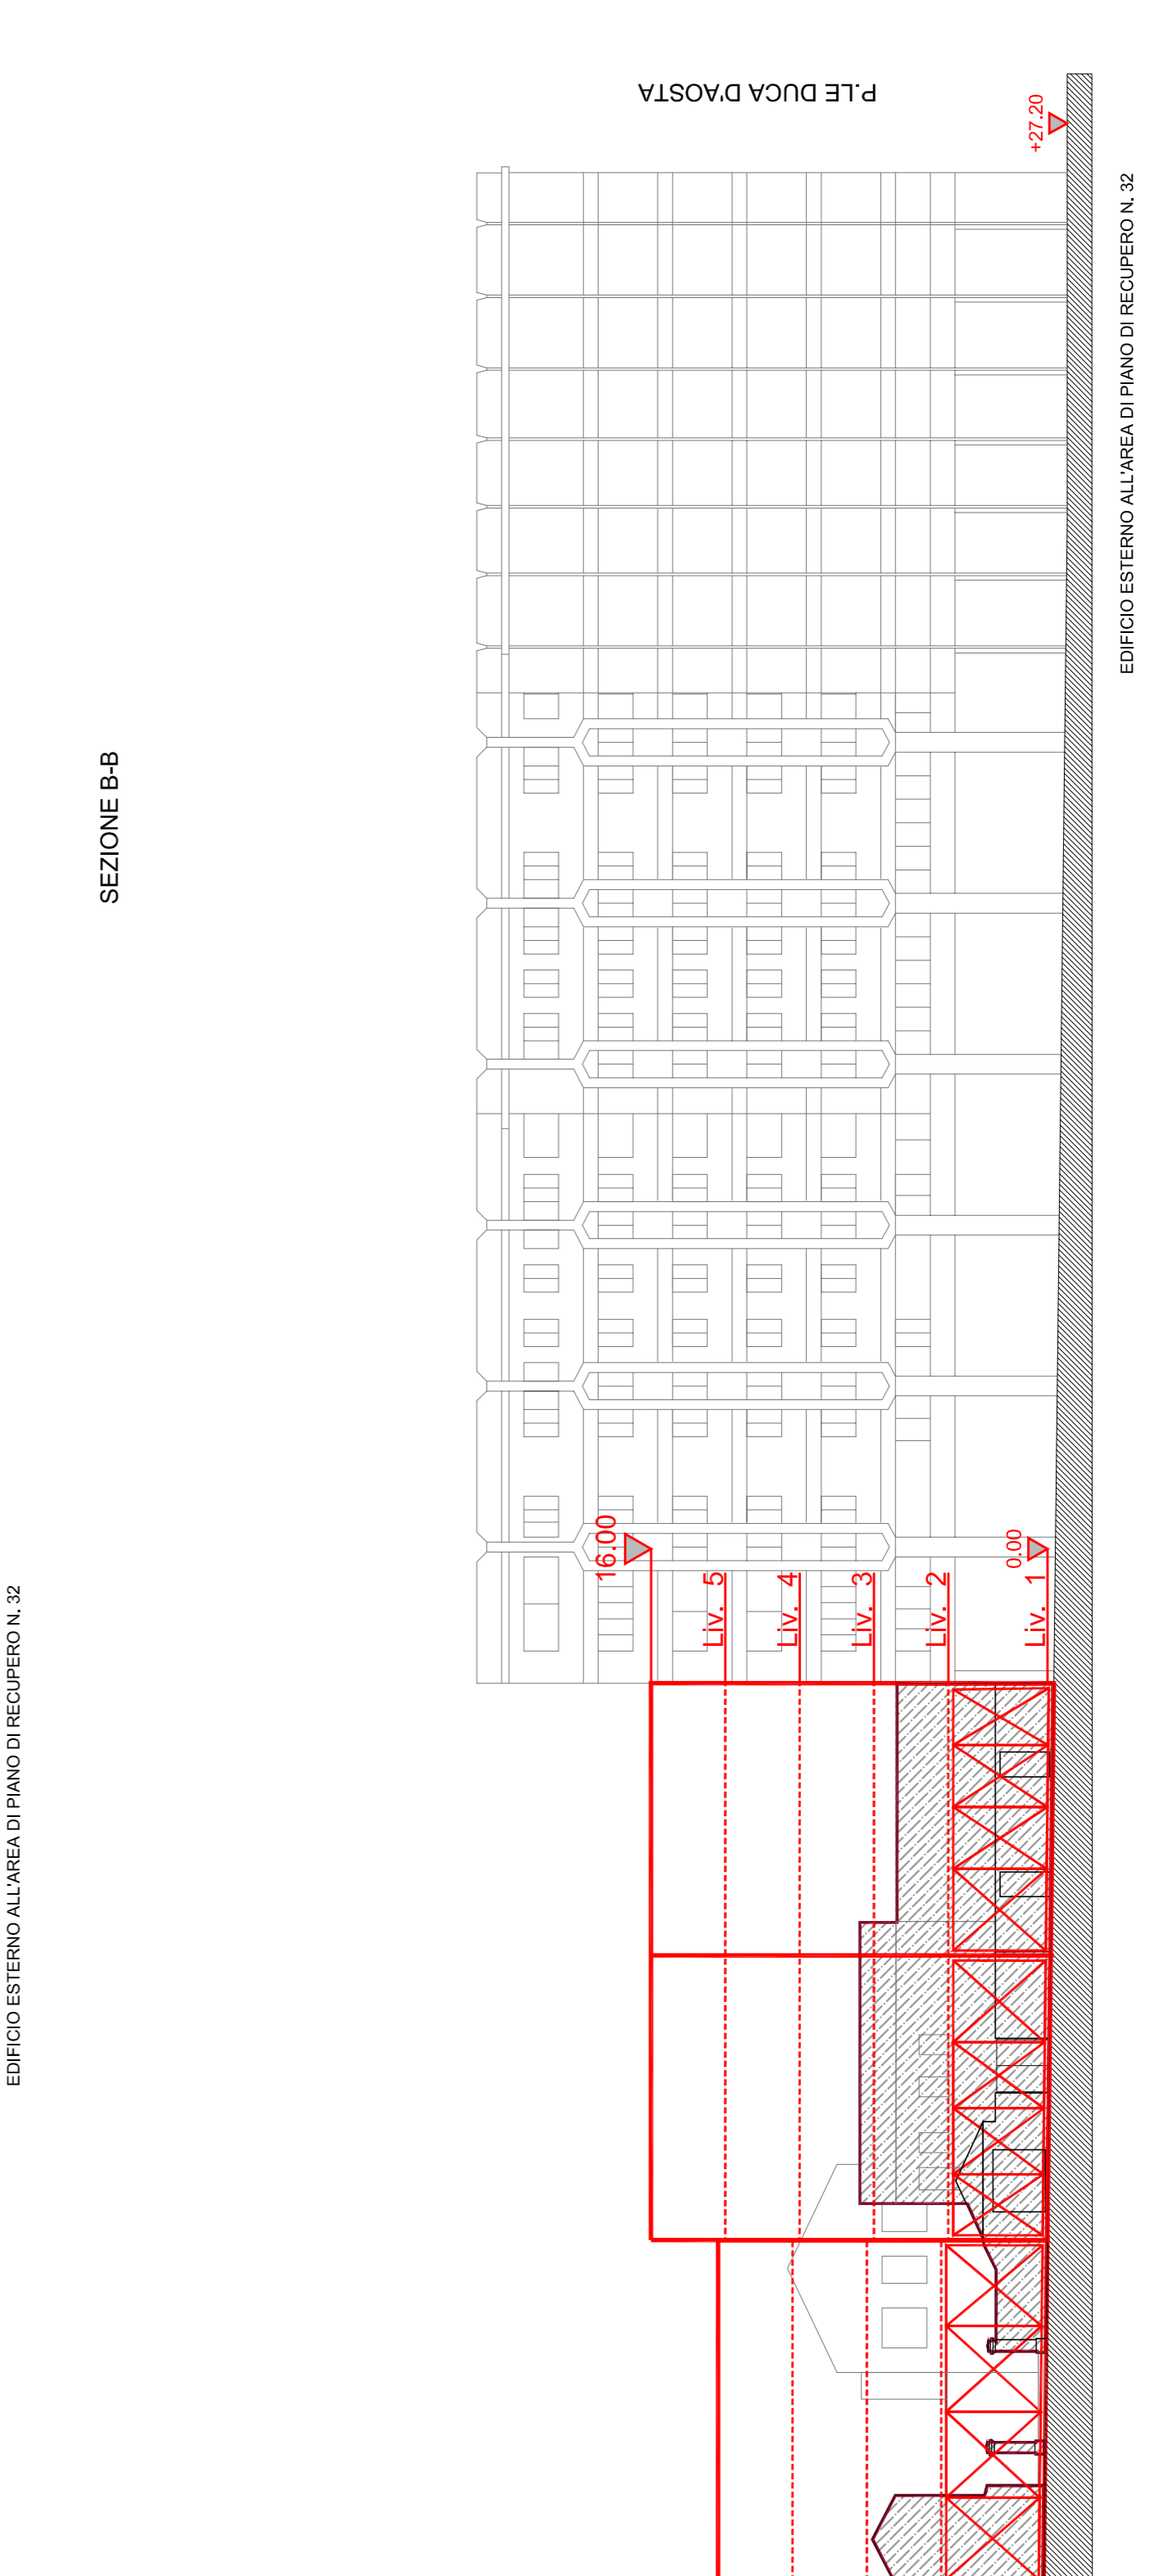 P.LE DUCA D'AOSTA
+27.20
EDIFICIO ESTERNO ALL'AREA DI PIANO DI RECUPERO N. 32
SEZIONE B-B
EDIFICIO ESTERNO ALL'AREA DI PIANO DI RECUPERO N. 32
16.00
Liv. 5
Liv. 4
Liv. 3
Liv. 2
Liv. 1
0.00